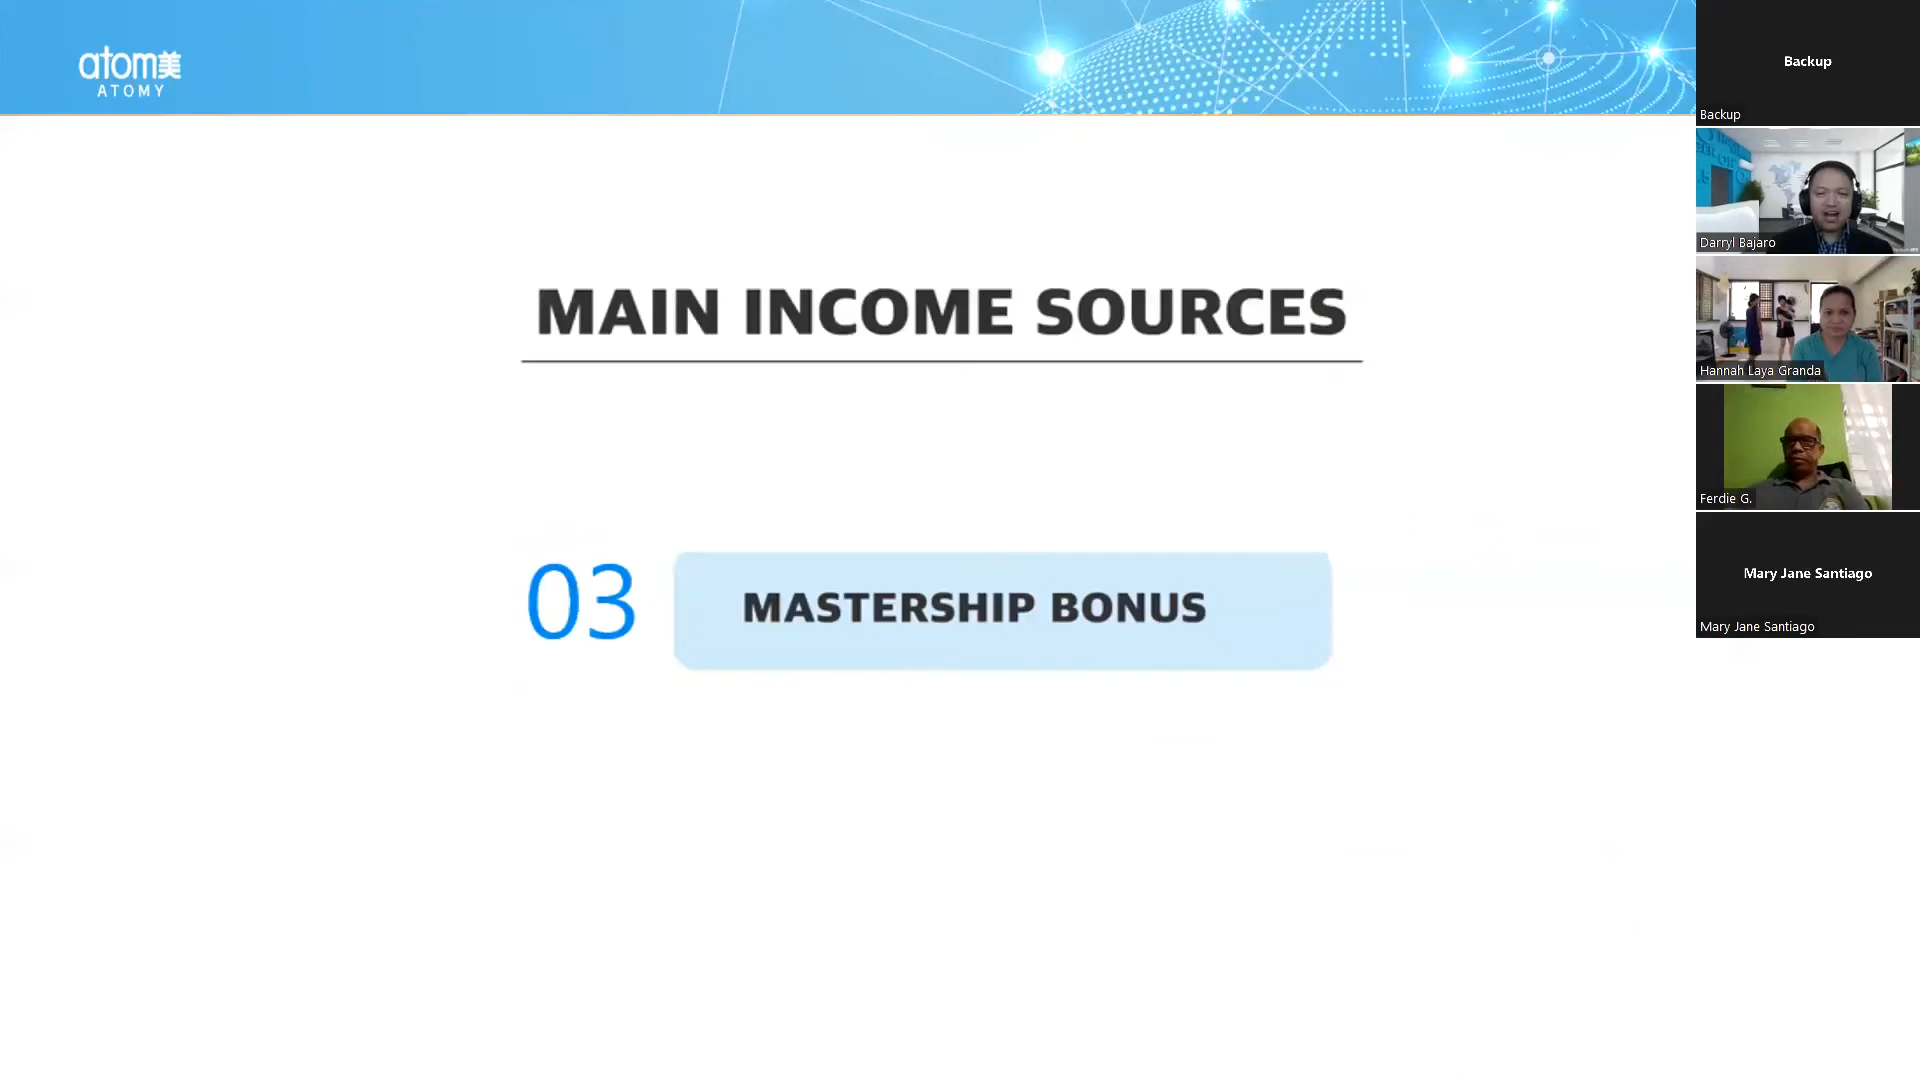 atom美
ATOMY
MAIN INCOME SOURCES
03
MASTERSHIP BONUS
Backup
Backup
Darryl Bajaro
Hannah Laya Granda
Ferdie G.
Mary Jane Santiago
Mary Jane Santiago